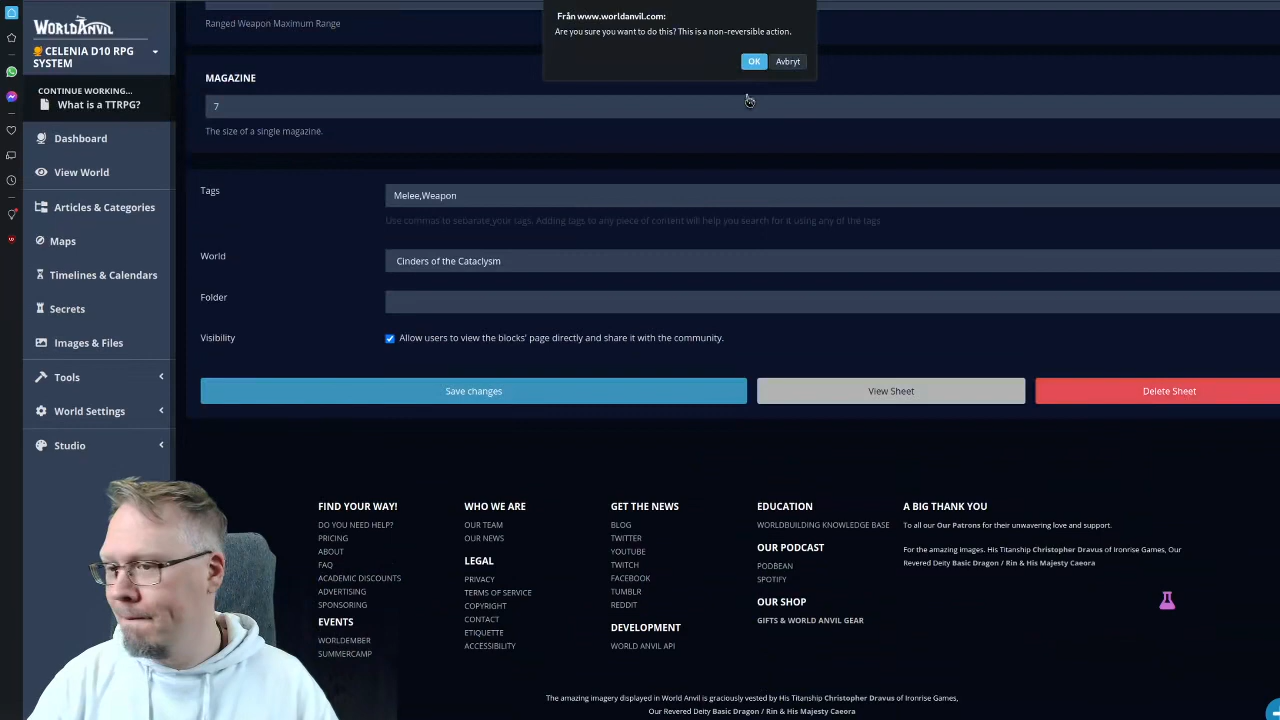 WORLDANVIL
CELENIA D10 RPG
SYSTEM
CONTINUE WORKING...
What is a TTRPG?
Dashboard
View World
Articles & Categories
Maps
Timelines & Calendars
Secrets
Images & Files
Tools
World Settings
Studio
Från www.worldanvil.com:
Are you sure you want to do this? This is a non-reversible action.
OK
Avbryt
Ranged Weapon Maximum Range
MAGAZINE
7
The size of a single magazine.
Tags
Melee,Weapon
Use commas to separate your tags. Adding tags to any piece of content will help you search for it using any of the tags
World
Cinders of the Cataclysm
Folder
Visibility
Allow users to view the blocks' page directly and share it with the community.
Save changes
View Sheet
Delete Sheet
FIND YOUR WAY!
DO YOU NEED HELP?
PRICING
ABOUT
FAQ
ACADEMIC DISCOUNTS
ADVERTISING
SPONSORING
EVENTS
WORLDEMBER
SUMMERCAMP
WHO WE ARE
OUR TEAM
OUR NEWS
LEGAL
PRIVACY
TERMS OF SERVICE
COPYRIGHT
CONTACT
ETIQUETTE
ACCESSIBILITY
GET THE NEWS
BLOG
TWITTER
YOUTUBE
TWITCH
FACEBOOK
TUMBLR
REDDIT
DEVELOPMENT
WORLD ANVIL API
EDUCATION
WORLDBUILDING KNOWLEDGE BASE
OUR PODCAST
PODBEAN
SPOTIFY
OUR SHOP
GIFTS & WORLD ANVIL GEAR
A BIG THANK YOU
To all our Our Patrons for their unwavering love and support.
For the amazing images. His Titanship Christopher Dravus of Ironrise Games, Our
Revered Deity Basic Dragon / Rin & His Majesty Caeora
The amazing imagery displayed in World Anvil is graciously vested by His Titanship Christopher Dravus of Ironrise Games,
Our Revered Deity Basic Dragon / Rin & His Majesty Caeora